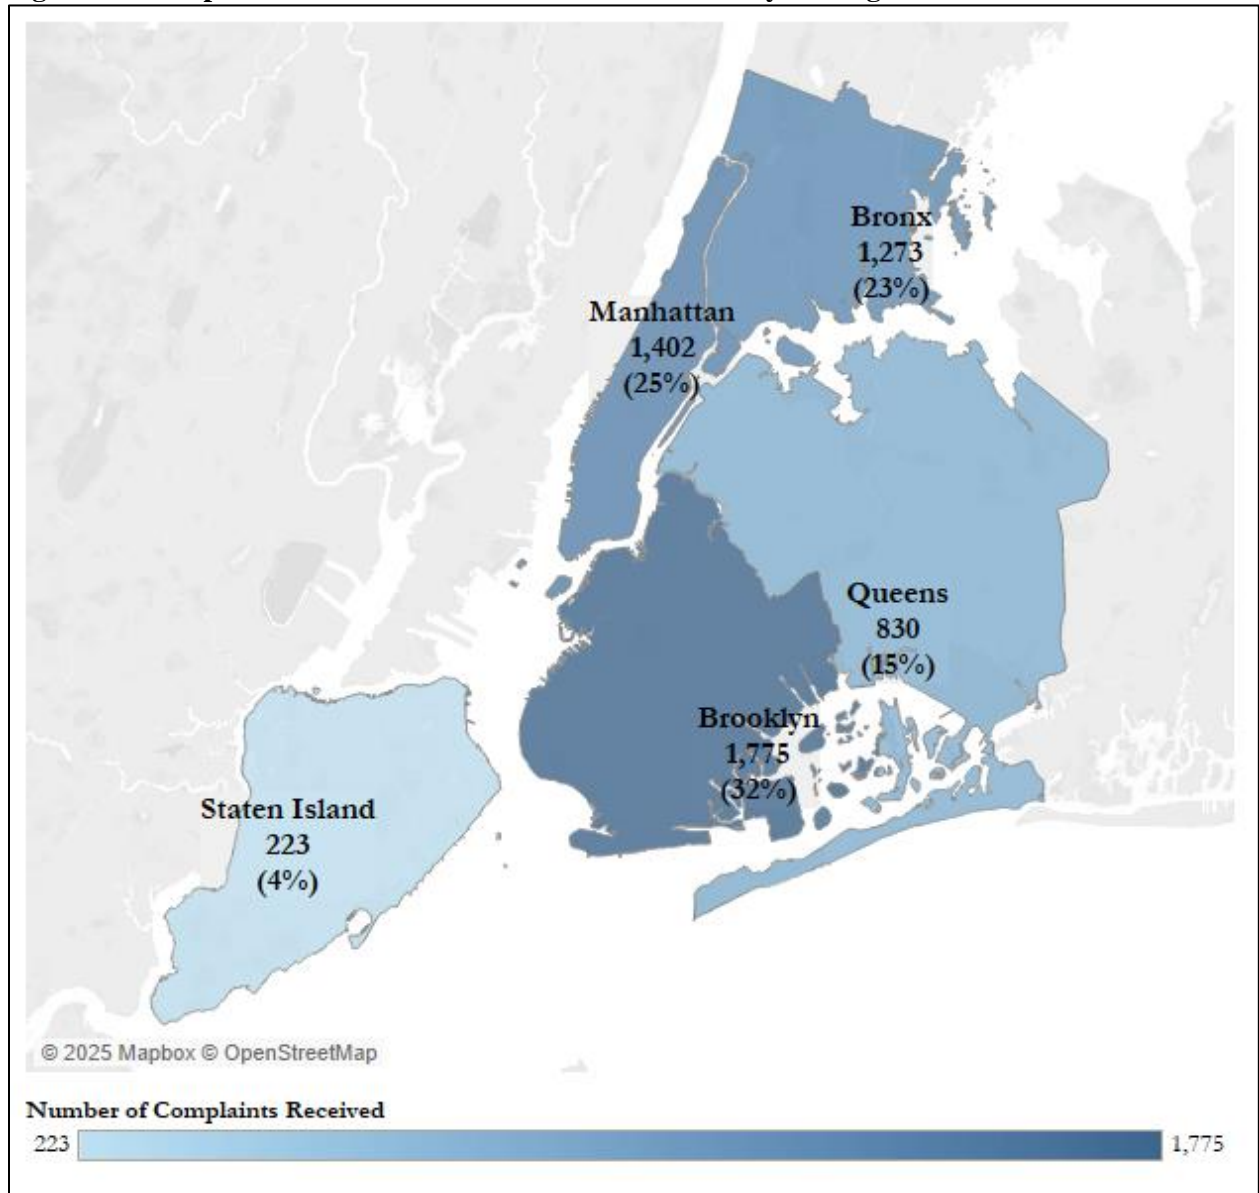 Bronx
1,273
(23%)
Manhattan
1,402
(25%)
Queens
830
(15%)
Brooklyn
1,775
(32%)
Staten Island
223
(4%)
© 2025 Mapbox © OpenStreetMap
Number of Complaints Received
223 1,775